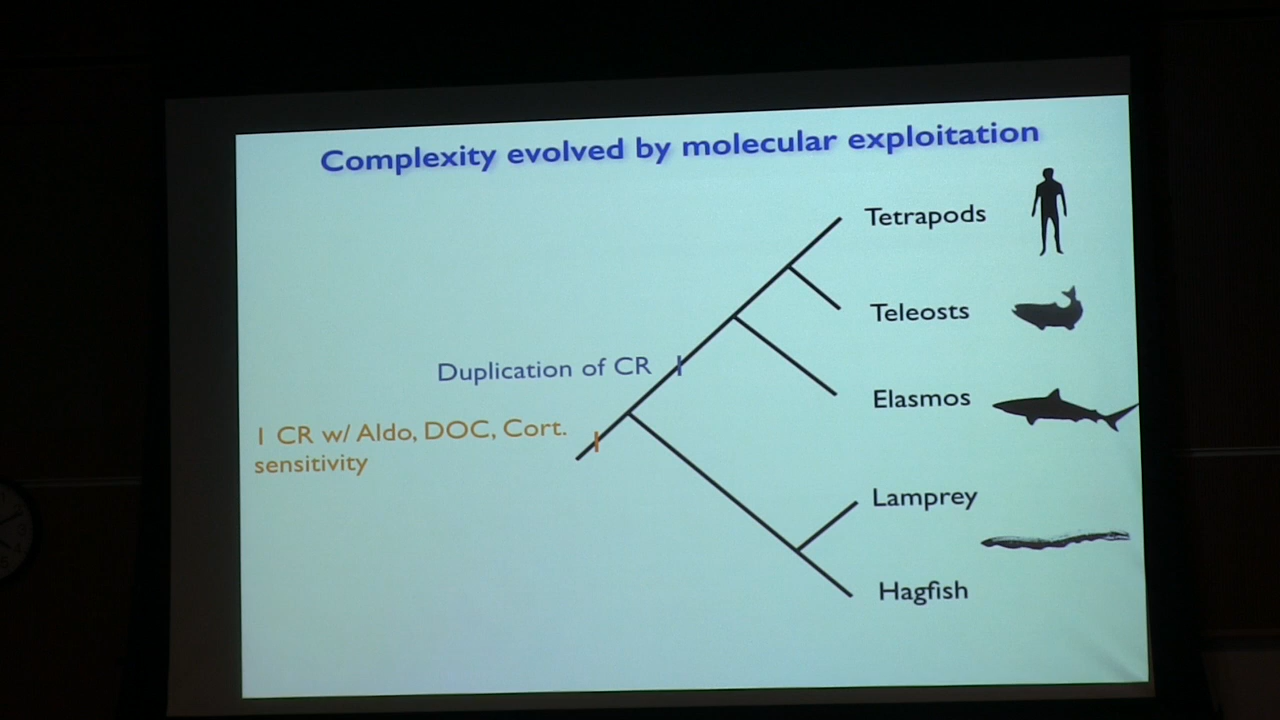 Complexity evolved by molecular exploitation
Tetrapods
Teleosts
Duplication of CR
Elasmos
1 CR w/ Aldo, DOC, Cort.
sensitivity
Lamprey
Hagfish